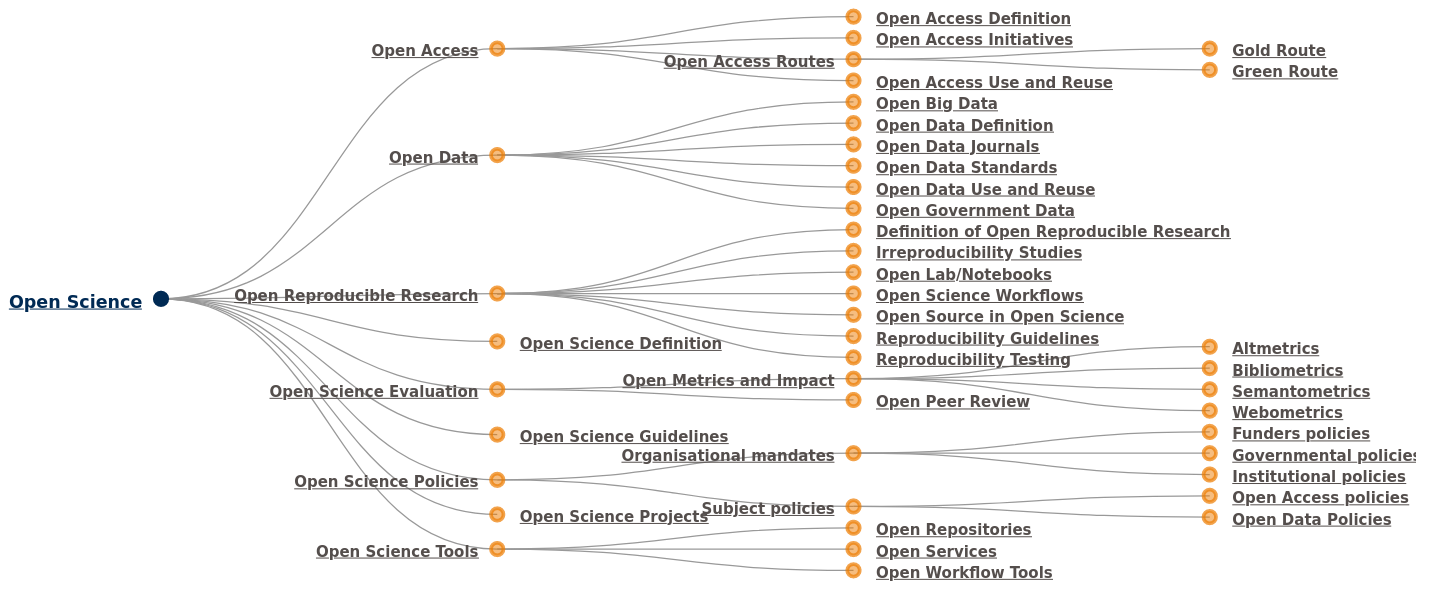 Open Science
Open Access
Open Access Definition
Open Access Initiatives
Open Access Routes
Gold Route
Green Route
Open Access Use and Reuse
Open Data
Open Big Data
Open Data Definition
Open Data Journals
Open Data Standards
Open Data Use and Reuse
Open Government Data
Open Reproducible Research
Definition of Open Reproducible Research
Irreproducibility Studies
Open Lab/Notebooks
Open Science Workflows
Open Source in Open Science
Reproducibility Guidelines
Reproducibility Testing
Open Science Definition
Open Science Evaluation
Open Metrics and Impact
Altmetrics
Bibliometrics
Semantometrics
Webometrics
Open Peer Review
Open Science Guidelines
Open Science Policies
Organisational mandates
Funders policies
Governmental policies
Institutional policies
Subject policies
Open Access policies
Open Data Policies
Open Science Projects
Open Science Tools
Open Repositories
Open Services
Open Workflow Tools